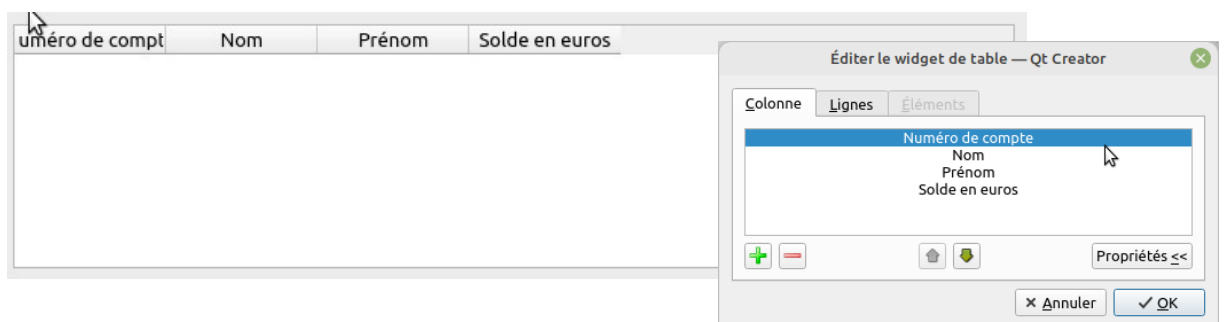 uméro de compt Nom Prénom Solde en euros
Éditer le widget de table — Qt Creator
Colonne Lignes Éléments
Numéro de compte
Nom
Prénom
Solde en euros
Propriétés <<
Annuler OK